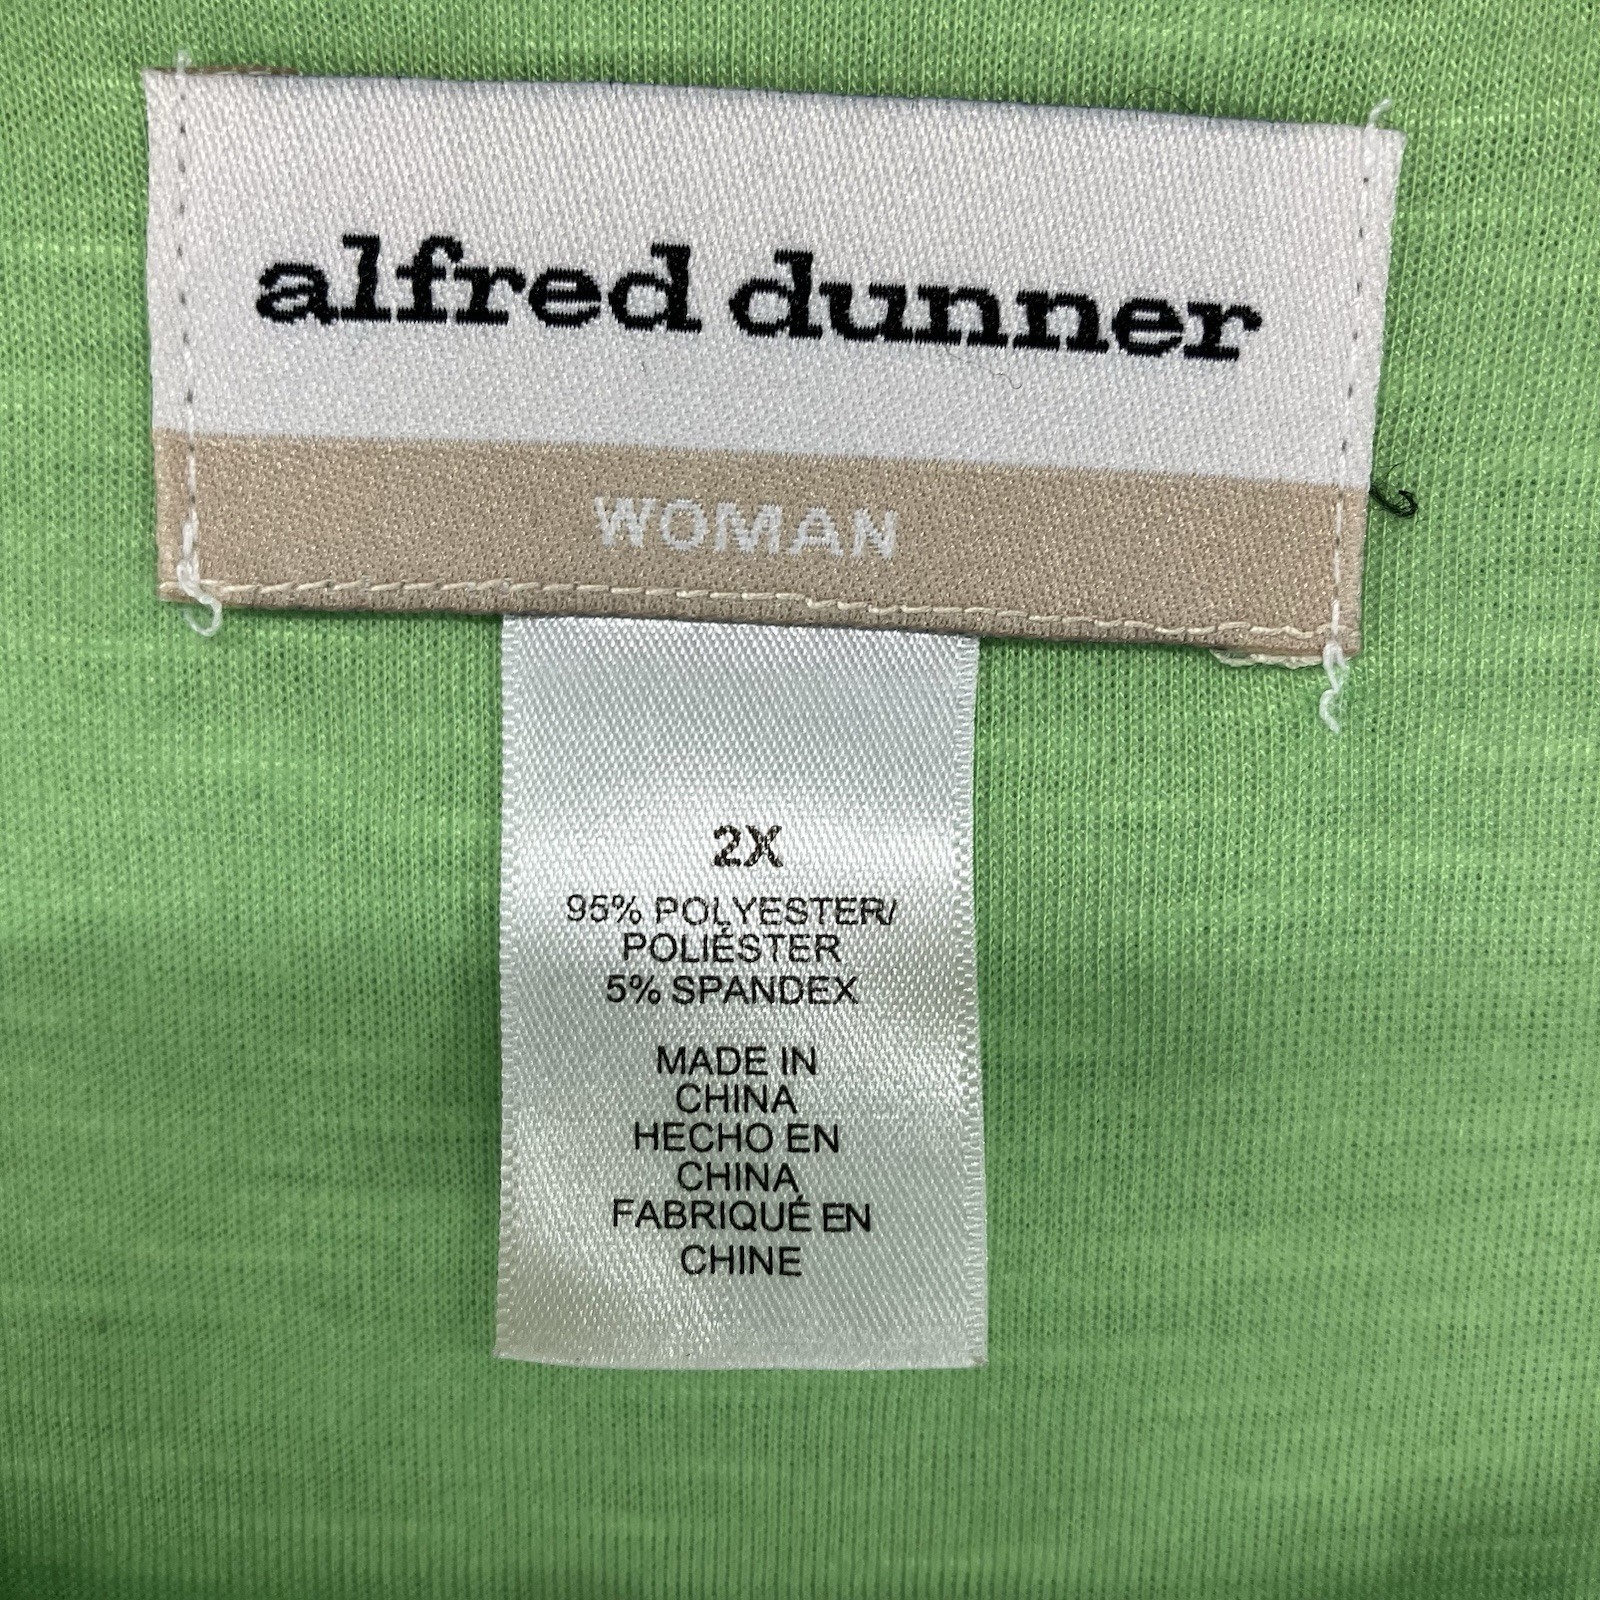 alfred dunner
WOMAN
2X
95% POLYESTER/
POLIÉSTER
5% SPANDEX
MADE IN
CHINA
HECHO EN
CHINA
FABRIQUÉ EN
CHINE